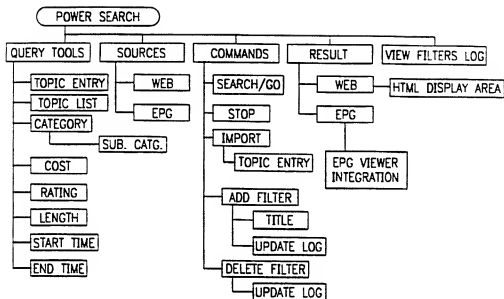 POWER SEARCH
QUERY TOOLS
SOURCES
COMMANDS
RESULT
VIEW FILTERS LOG
TOPIC ENTRY
TOPIC LIST
CATEGORY
SUB. CATG.
COST
RATING
LENGTH
START TIME
END TIME
WEB
EPG
SEARCH/GO
STOP
IMPORT
TOPIC ENTRY
ADD FILTER
TITLE
UPDATE LOG
DELETE FILTER
UPDATE LOG
WEB
HTML DISPLAY AREA
EPG
EPG VIEWER
INTEGRATION